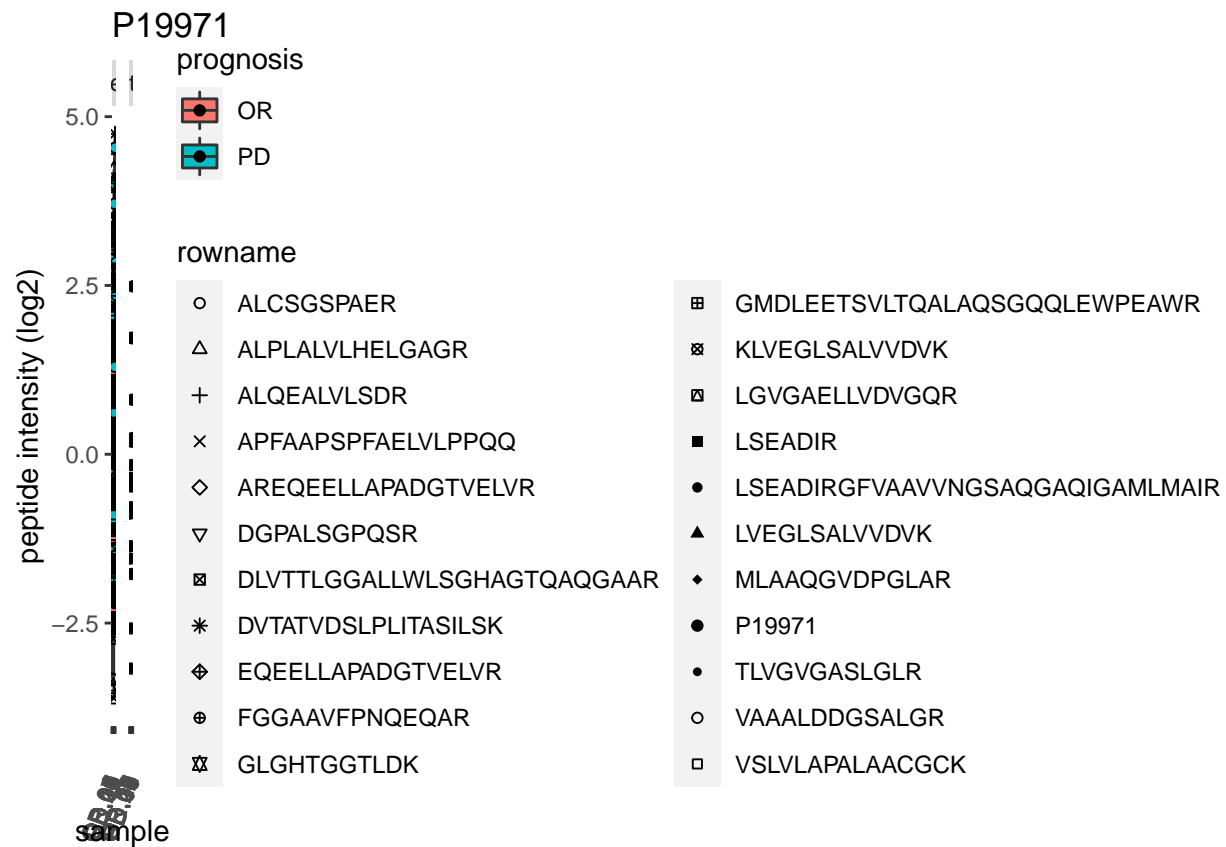 P19971
prognosis
OR
PD
rowname
ALCSGSPAER
ALPLALVLHELGAGR
ALQEALVLSDR
APFAAPSPFAELVLPPQQ
AREQEELLAPADGTVELVR
DGPALSGPQSR
DLVTTLGGALLWLSGHAGTQAQGAAR
DVTATVDSLPLITASILSK
EQEELLAPADGTVELVR
FGGAAVFPNQEQAR
GLGHTGGTLDK
GMDLEETSVLTQALAQSGQQLEWPEAWR
KLVEGLSALVVDVK
LGVGAELLVDVGQR
LSEADIR
LSEADIRGFVAAVVNGSAQGAQIGAMLMAIR
LVEGLSALVVDVK
MLAAQGVDPGLAR
P19971
TLVGVGASLGLR
VAAALDDGSALGR
VSLVLAPALAACGCK
5.0
2.5
0.0
−2.5
peptide intensity (log2)
sample